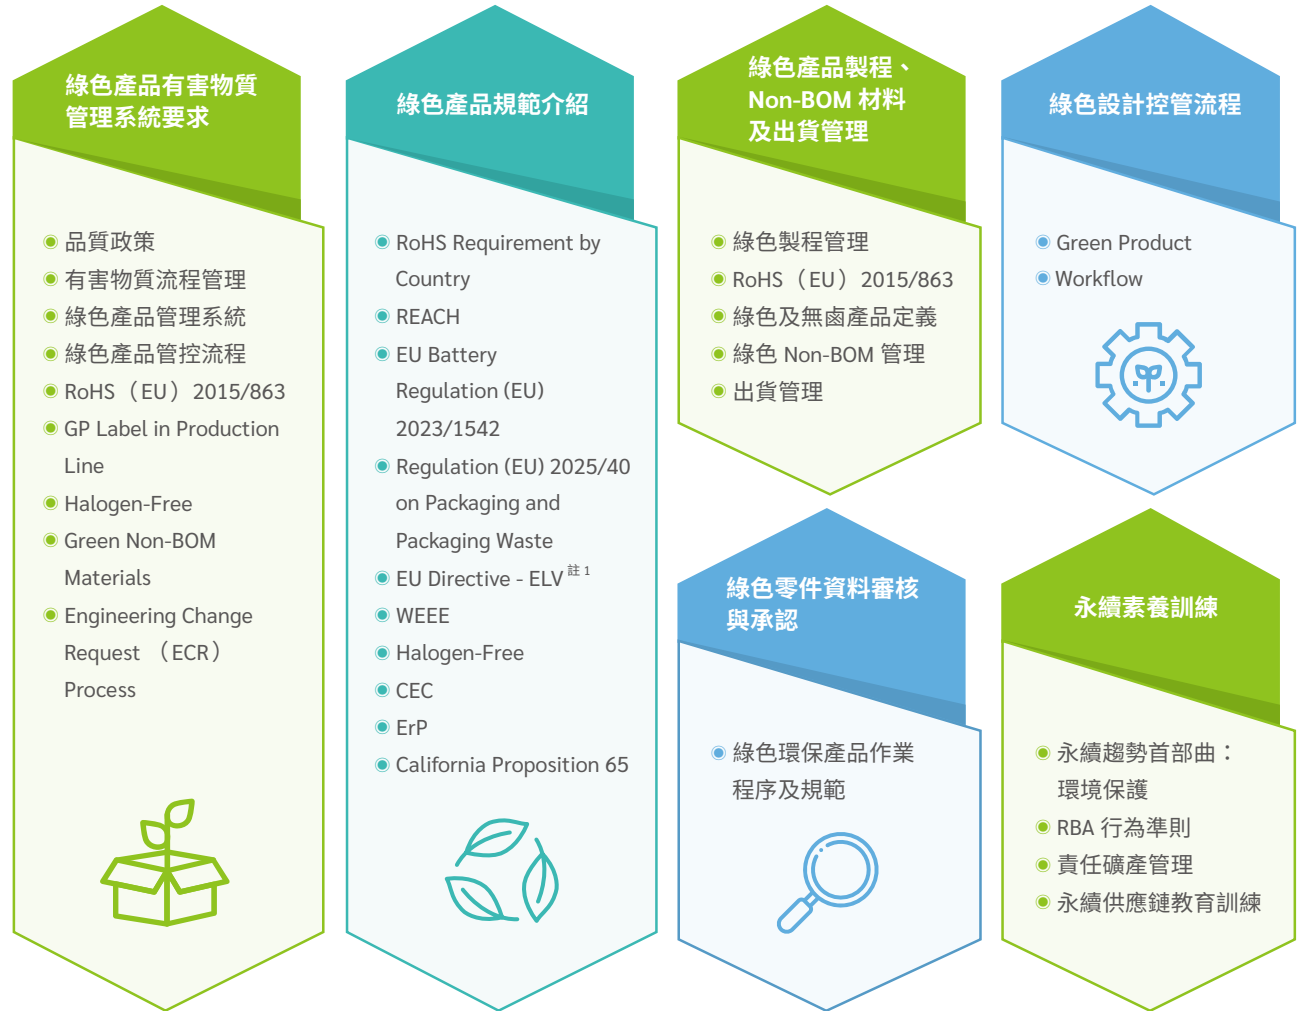 綠色產品有害物質
管理系統要求
品質政策
有害物質流程管理
綠色產品管理系統
綠色產品管控流程
RoHS（EU）2015/863
GP Label in Production
Line
Halogen-Free
Green Non-BOM
Materials
Engineering Change
Request （ECR）
Process
綠色產品規範介紹
RoHS Requirement by
Country
REACH
EU Battery
Regulation (EU)
2023/1542
Regulation (EU) 2025/40
on Packaging and
Packaging Waste
EU Directive - ELV 註 1
WEEE
Halogen-Free
CEC
ErP
California Proposition 65
綠色產品製程、
Non-BOM 材料
及出貨管理
綠色製程管理
RoHS（EU）2015/863
綠色及無鹵產品定義
綠色 Non-BOM 管理
出貨管理
綠色設計控管流程
Green Product
Workflow
綠色零件資料審核
與承認
綠色環保產品作業
程序及規範
永續素養訓練
永續趨勢首部曲：
環境保護
RBA 行為準則
責任礦產管理
永續供應鏈教育訓練